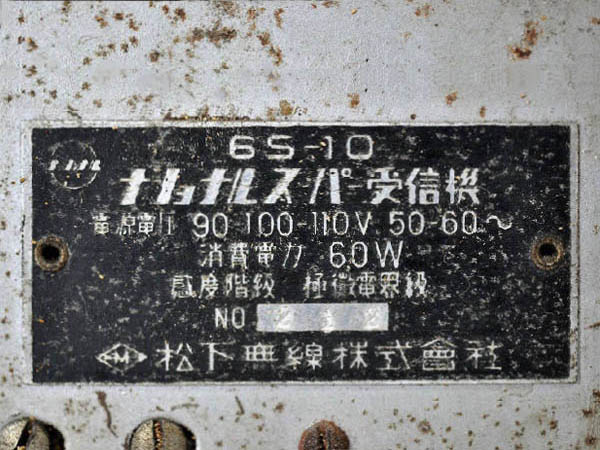 6S-10
ナショナルスーパー受信機
電源電圧 90-100-110V 50-60～
消費電力 60W
感度階級 極微電界級
NO 212
松下無線株式會社